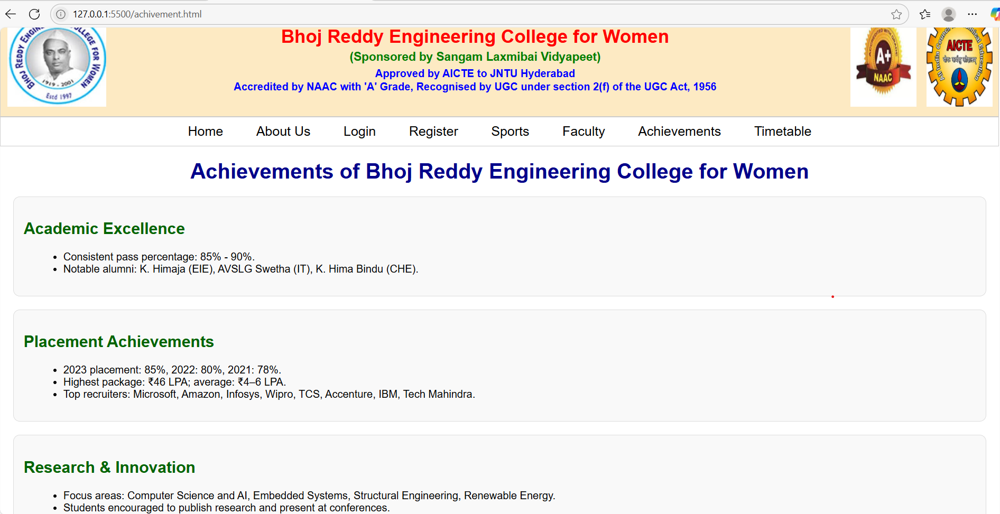 127.0.0.1:5500/achivement.html
BHOJ REDDY ENGIN
LLEGE FOR WOMEN
1919 - 2001
Estd 1997
Bhoj Reddy Engineering College for Women
(Sponsored by Sangam Laxmibai Vidyapeet)
Approved by AICTE to JNTU Hyderabad
Accredited by NAAC with 'A' Grade, Recognised by UGC under section 2(f) of the UGC Act, 1956
ACCREDITED WITH GRADE
A+
NAAC
All India Council
Technical Education
AICTE
Home About Us Login Register Sports Faculty Achievements Timetable
Achievements of Bhoj Reddy Engineering College for Women
Academic Excellence
• Consistent pass percentage: 85% - 90%.
• Notable alumni: K. Himaja (EIE), AVSLG Swetha (IT), K. Hima Bindu (CHE).
Placement Achievements
• 2023 placement: 85%, 2022: 80%, 2021: 78%.
• Highest package: ₹46 LPA; average: ₹4–6 LPA.
• Top recruiters: Microsoft, Amazon, Infosys, Wipro, TCS, Accenture, IBM, Tech Mahindra.
Research & Innovation
• Focus areas: Computer Science and AI, Embedded Systems, Structural Engineering, Renewable Energy.
• Students encouraged to publish research and present at conferences.